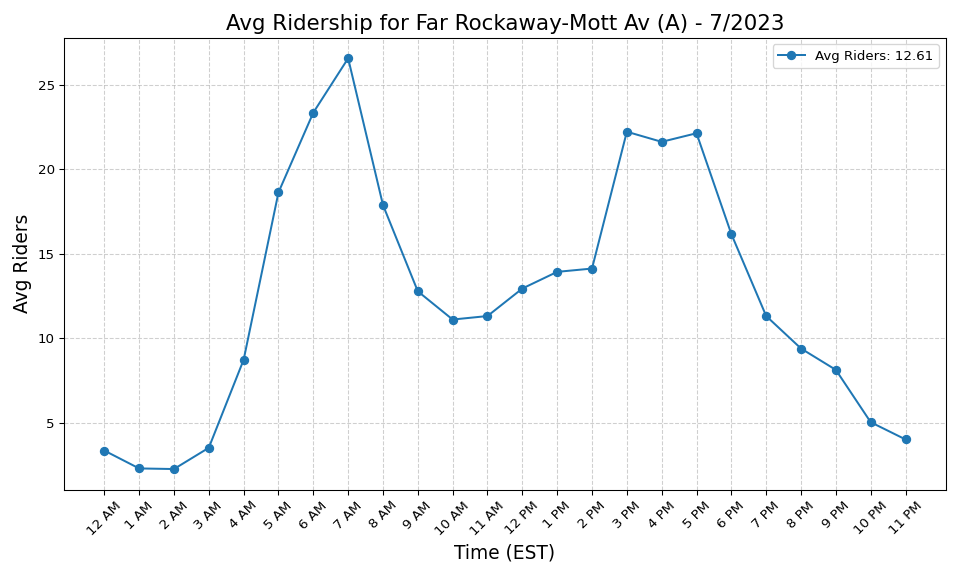 Avg Ridership for Far Rockaway-Mott Av (A) - 7/2023
Avg Riders: 12.61
Avg Riders
25
20
15
10
5
12 AM
1 AM
2 AM
3 AM
4 AM
5 AM
6 AM
7 AM
8 AM
9 AM
10 AM
11 AM
12 PM
1 PM
2 PM
3 PM
4 PM
5 PM
6 PM
7 PM
8 PM
9 PM
10 PM
11 PM
Time (EST)